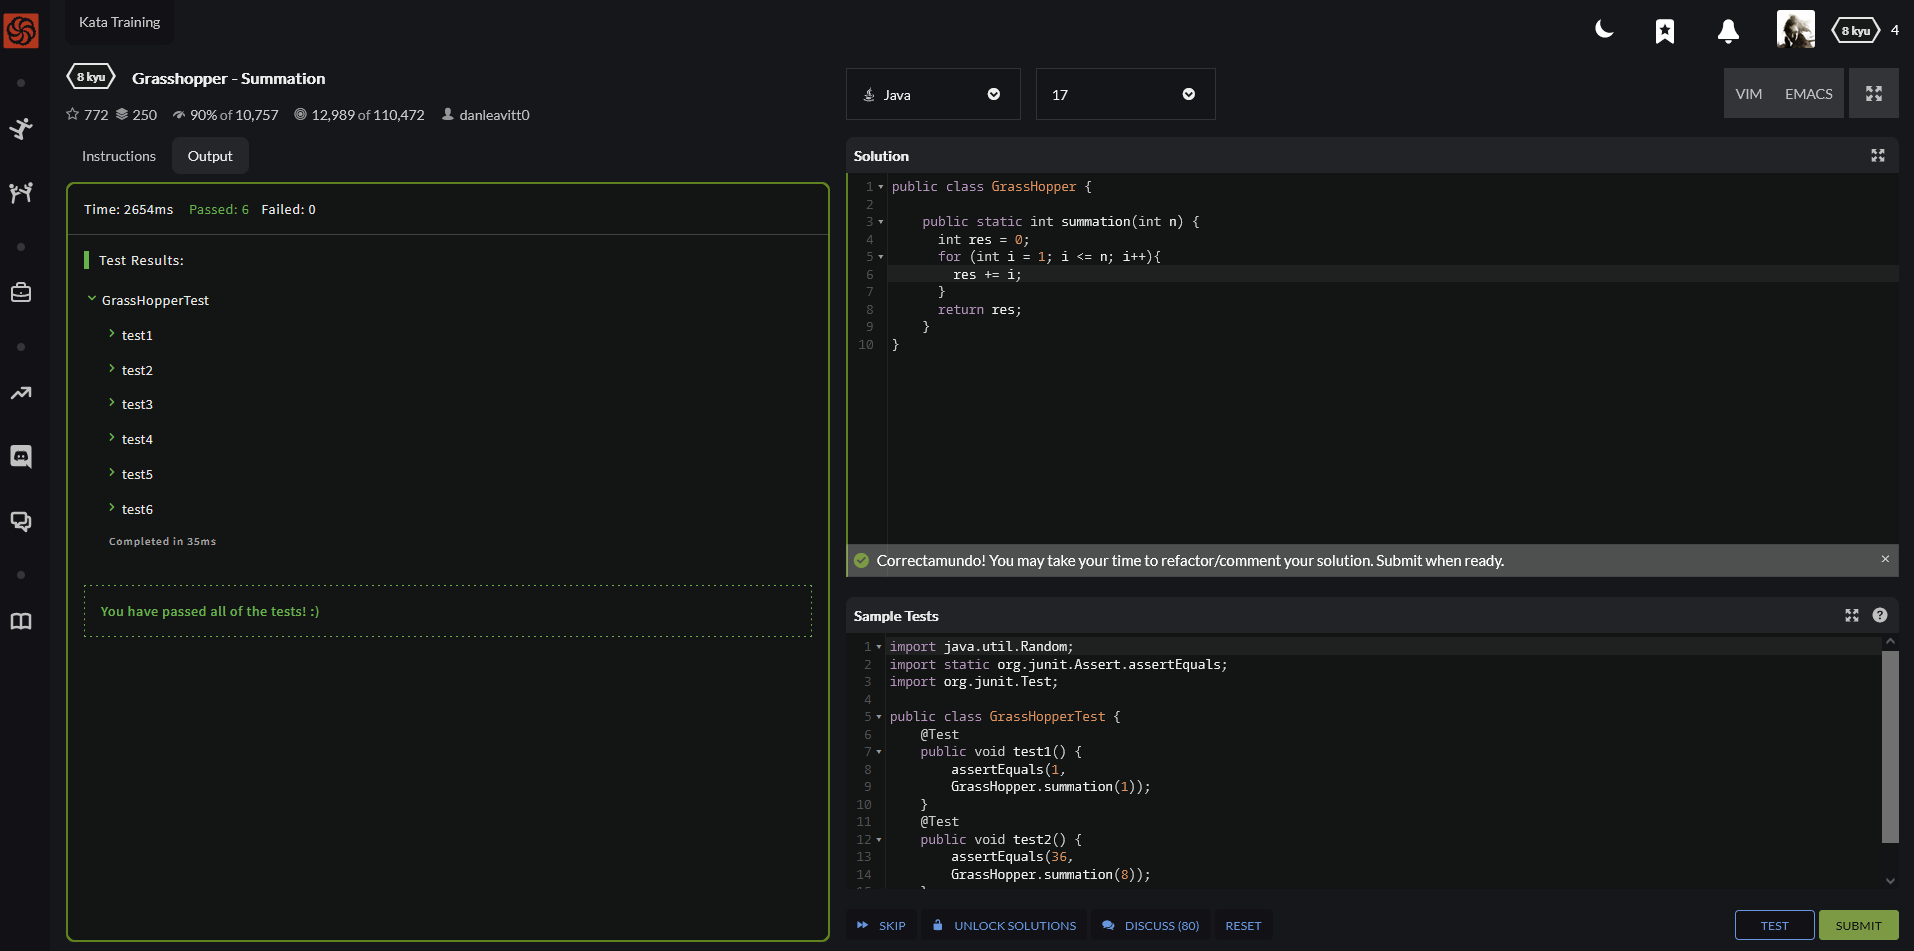 Kata Training
8 kyu 4
8 kyu Grasshopper - Summation
772 250 90% of 10,757 12,989 of 110,472 danleavitt0
Instructions Output
Time: 2654ms Passed: 6 Failed: 0
Test Results:
GrassHopperTest
test1
test2
test3
test4
test5
test6
Completed in 35ms
You have passed all of the tests! :)
Java 17 VIM EMACS
Solution
1 public class GrassHopper {
2
3 public static int summation(int n) {
4 int res = 0;
5 for (int i = 1; i <= n; i++){
6 res += i;
7 }
8 return res;
9 }
10 }
Correctamundo! You may take your time to refactor/comment your solution. Submit when ready. ×
Sample Tests ?
1 import java.util.Random;
2 import static org.junit.Assert.assertEquals;
3 import org.junit.Test;
4
5 public class GrassHopperTest {
6 @Test
7 public void test1() {
8 assertEquals(1,
9 GrassHopper.summation(1));
10 }
11 @Test
12 public void test2() {
13 assertEquals(36,
14 GrassHopper.summation(8));
SKIP UNLOCK SOLUTIONS DISCUSS (80) RESET TEST SUBMIT